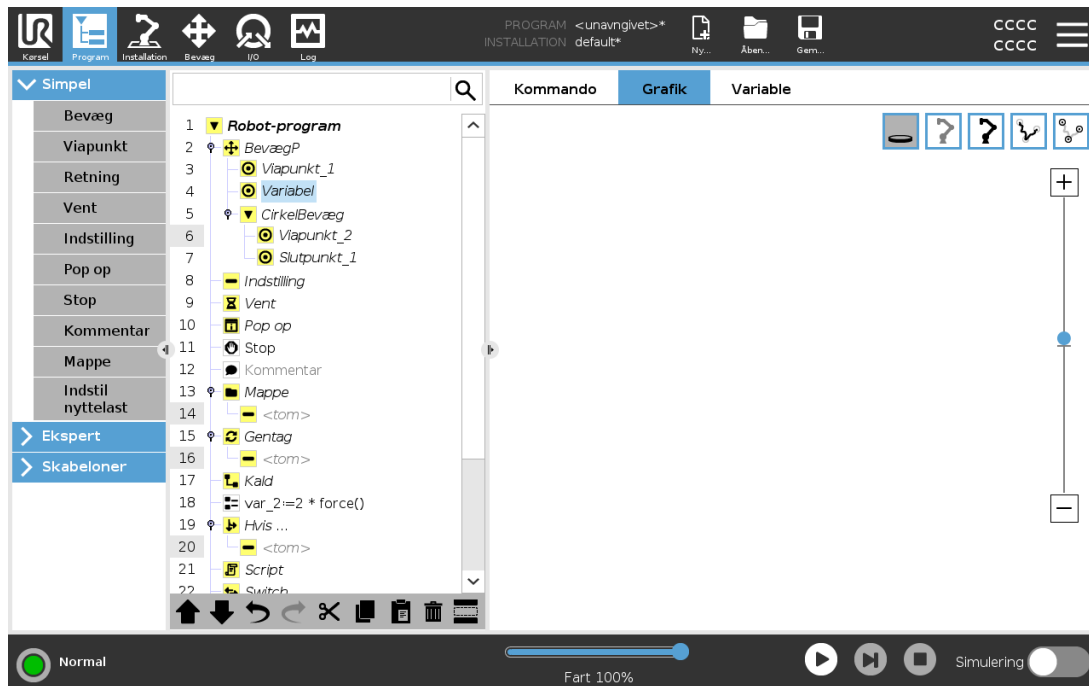 UR
Kørsel
Program
Installation
Bevæg
I/O
Log
PROGRAM <unavngivet>*
INSTALLATION default*
Ny...
Åben...
Gem...
CCCC
CCCC
Simpel
Bevæg
Viapunkt
Retning
Vent
Indstilling
Pop op
Stop
Kommentar
Mappe
Indstil
nyttelast
Ekspert
Skabeloner
1 Robot-program
2 BevægP
3 Viapunkt_1
4 Variabel
5 CirkelBevæg
6 Viapunkt_2
7 Slutpunkt_1
8 Indstilling
9 Vent
10 Pop op
11 Stop
12 Kommentar
13 Mappe
14 <tom>
15 Gentag
16 <tom>
17 Kald
18 var_2:=2 * force()
19 Hvis ...
20 <tom>
21 Script
22 Switch
Kommando
Grafik
Variable
Normal
Fart 100%
Simulering